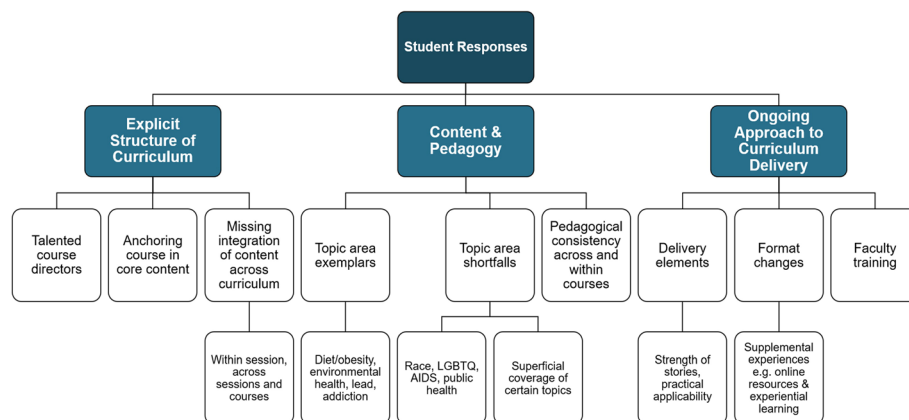 Student Responses
Explicit
Structure of
Curriculum
Content &
Pedagogy
Ongoing
Approach to
Curriculum
Delivery
Talented
course
directors
Anchoring
course in
core content
Missing
integration
of content
across
curriculum
Topic area
exemplars
Topic area
shortfalls
Pedagogical
consistency
across and
within
courses
Delivery
elements
Format
changes
Faculty
training
Within session,
across
sessions and
courses
Diet/obesity,
environmental
health, lead,
addiction
Race, LGBTQ,
AIDS, public
health
Superficial
coverage of
certain topics
Strength of
stories,
practical
applicability
Supplemental
experiences
e.g. online
resources &
experiential
learning